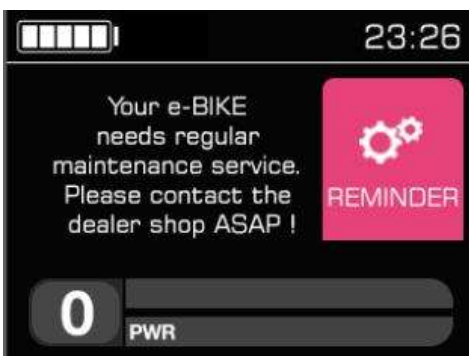 23:26
Your e-BIKE
needs regular
maintenance service.
Please contact the
dealer shop ASAP !
REMINDER
0
PWR